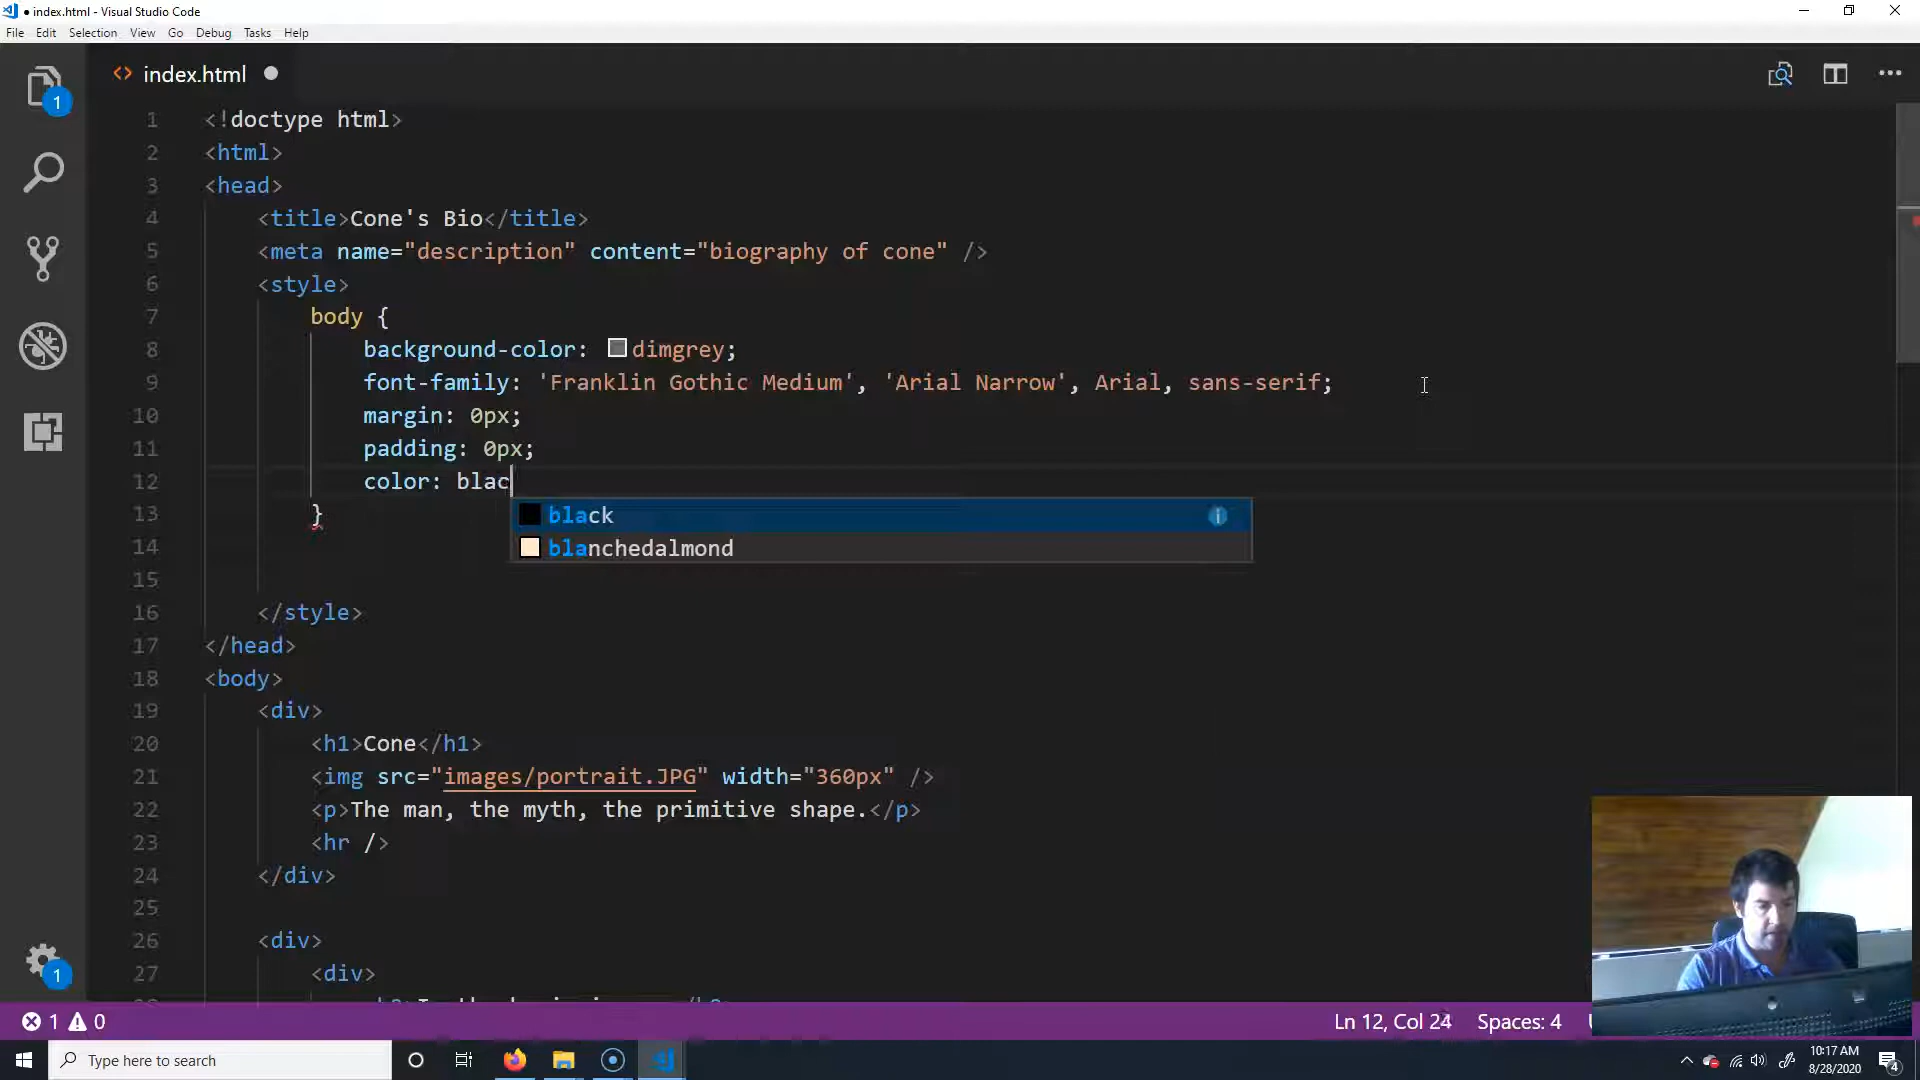 index.html - Visual Studio Code
File Edit Selection View Go Debug Tasks Help
1
<> index.html
1 <!doctype html>
2 <html>
3 <head>
4 <title>Cone's Bio</title>
5 <meta name="description" content="biography of cone" />
6 <style>
7 body {
8 background-color: dimgrey;
9 font-family: 'Franklin Gothic Medium', 'Arial Narrow', Arial, sans-serif;
10 margin: 0px;
11 padding: 0px;
12 color: blac
black
13 }
blanchedalmond
14
15
16 </style>
17 </head>
18 <body>
19 <div>
20 <h1>Cone</h1>
21 <img src="images/portrait.JPG" width="360px" />
22 <p>The man, the myth, the primitive shape.</p>
23 <hr />
24 </div>
25
26 <div>
27 <div>
1
1 0
Ln 12, Col 24 Spaces: 4
Type here to search
10:17 AM
8/28/2020
4